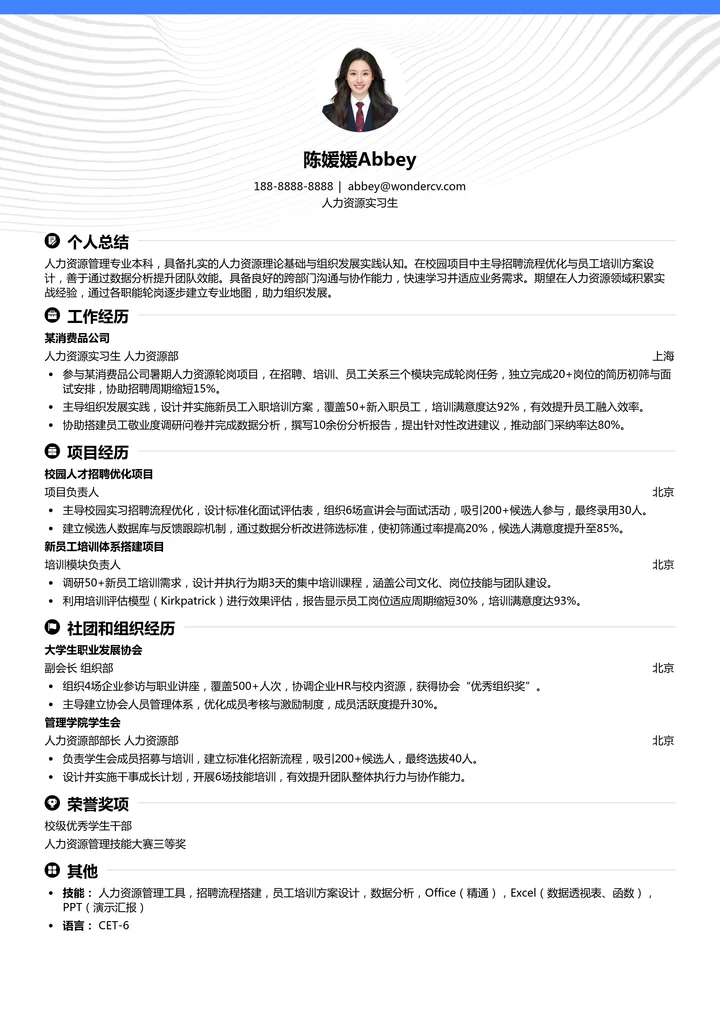 陈媛媛Abbey
188-8888-8888 | abbey@wondercv.com
人力资源实习生
个人总结
人力资源管理专业本科，具备扎实的人力资源理论基础与组织发展实践认知。在校园项目中主导招聘流程优化与员工培训方案设
计，善于通过数据分析提升团队效能。具备良好的跨部门沟通与协作能力，快速学习并适应业务需求。期望在人力资源领域积累实
战经验，通过各职能轮岗逐步建立专业地图，助力组织发展。
工作经历
某消费品公司
人力资源实习生 人力资源部 上海
• 参与某消费品公司暑期人力资源轮岗项目，在招聘、培训、员工关系三个模块完成轮岗任务，独立完成20+岗位的简历初筛与面
试安排，协助招聘周期缩短15%。
• 主导组织发展实践，设计并实施新员工入职培训方案，覆盖50+新入职员工，培训满意度达92%，有效提升员工融入效率。
• 协助搭建员工敬业度调研问卷并完成数据分析，撰写10余份分析报告，提出针对性改进建议，推动部门采纳率达80%。
项目经历
校园人才招聘优化项目
项目负责人 北京
• 主导校园实习招聘流程优化，设计标准化面试评估表，组织6场宣讲会与面试活动，吸引200+候选人参与，最终录用30人。
• 建立候选人数据库与反馈跟踪机制，通过数据分析改进筛选标准，使初筛通过率提高20%，候选人满意度提升至85%。
新员工培训体系搭建项目
培训模块负责人 北京
• 调研50+新员工培训需求，设计并执行为期3天的集中培训课程，涵盖公司文化、岗位技能与团队建设。
• 利用培训评估模型（Kirkpatrick）进行效果评估，报告显示员工岗位适应周期缩短30%，培训满意度达93%。
社团和组织经历
大学生职业发展协会
副会长 组织部 北京
• 组织4场企业参访与职业讲座，覆盖500+人次，协调企业HR与校内资源，获得协会“优秀组织奖”。
• 主导建立协会人员管理体系，优化成员考核与激励制度，成员活跃度提升30%。
管理学院学生会
人力资源部部长 人力资源部 北京
• 负责学生会成员招募与培训，建立标准化招新流程，吸引200+候选人，最终选拔40人。
• 设计并实施干事成长计划，开展6场技能培训，有效提升团队整体执行力与协作能力。
荣誉奖项
校级优秀学生干部
人力资源管理技能大赛三等奖
其他
• 技能： 人力资源管理工具，招聘流程搭建，员工培训方案设计，数据分析，Office（精通），Excel（数据透视表、函数），
PPT（演示汇报）
• 语言： CET-6